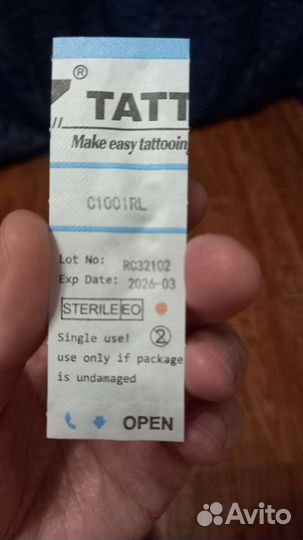 ® TATT
Make easy tattooin
C1001RL
Lot No: RC32102
Exp Date: 2026-03
STERILE EO
Single use! 2
use only if package
is undamaged
OPEN
Avito